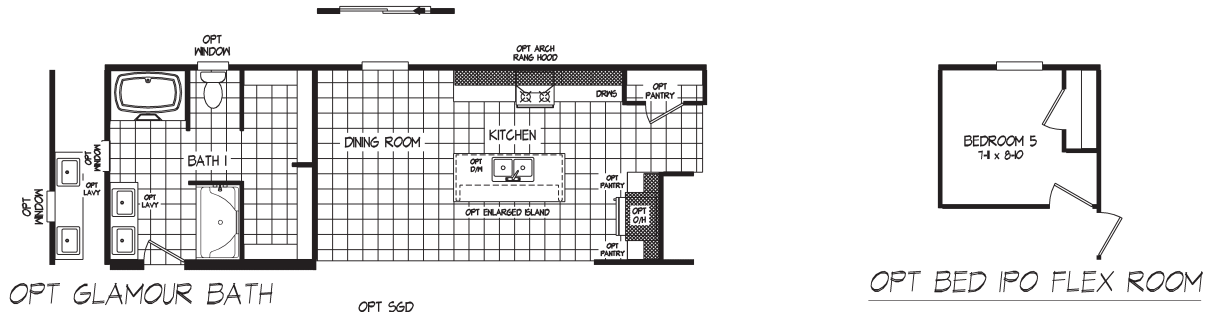 OPT
WINDOW
OPT ARCH
RANG HOOD
DRWS
OPT
PANTRY
DINING ROOM
KITCHEN
OPT
D/M
OPT ENLARGED ISLAND
OPT
PANTRY
OPT
O/H
OPT
PANTRY
BATH 1
OPT
WINDOW
OPT
LAVY
OPT
LAVY
OPT
WINDOW
OPT GLAMOUR BATH
OPT SGD
BEDROOM 5
7-11 x 8-10
OPT BED IPO FLEX ROOM